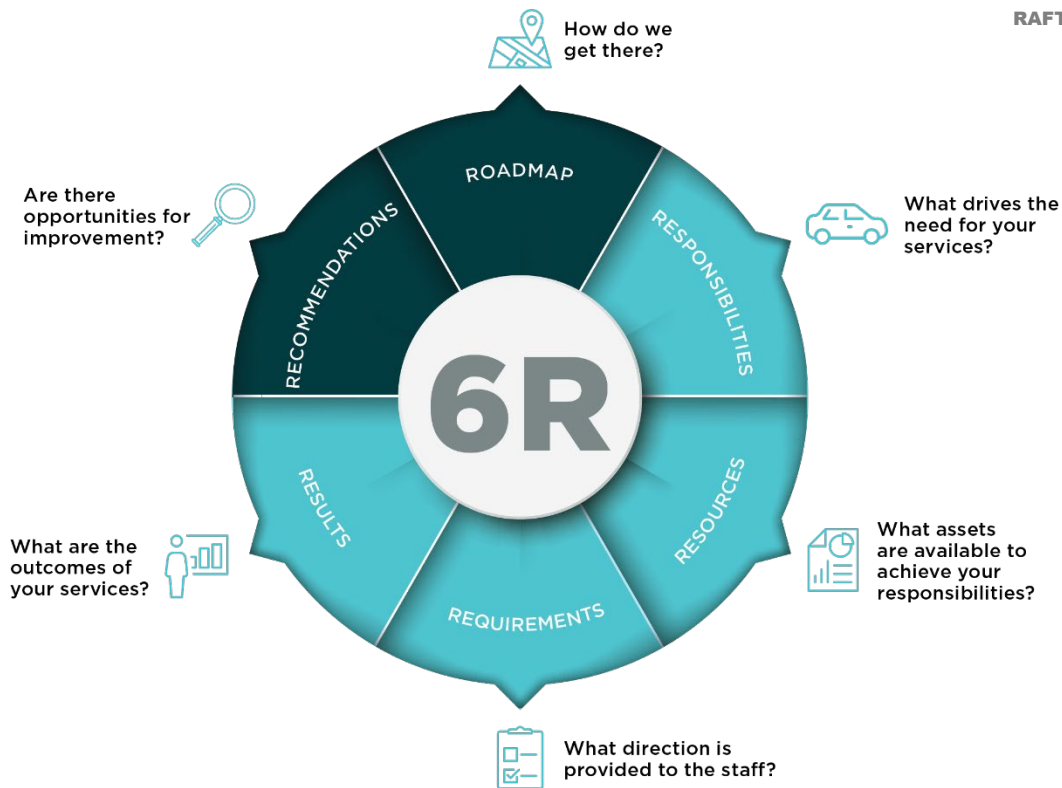 RAFT
How do we
get there?
ROADMAP
Are there
opportunities for
improvement?
RECOMMENDATIONS
RESPONSIBILITIES
What drives the
need for your
services?
6R
What are the
outcomes of
your services?
RESULTS
RESOURCES
What assets
are available to
achieve your
responsibilities?
REQUIREMENTS
What direction is
provided to the staff?